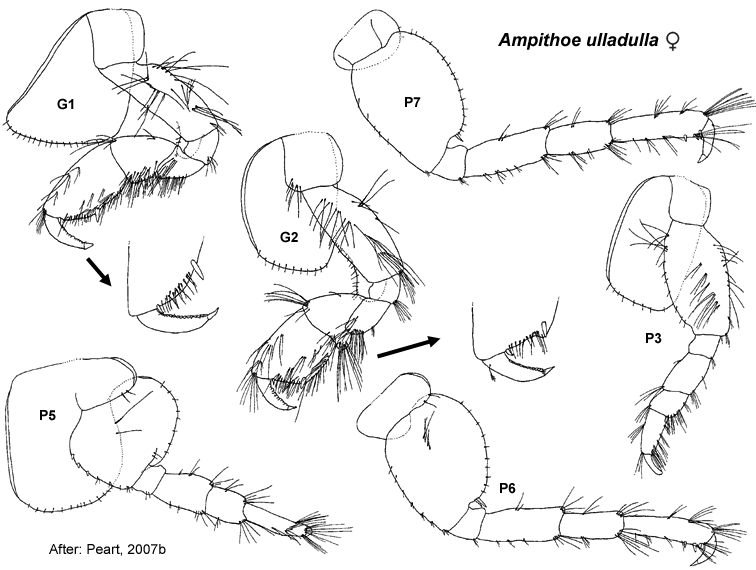 Ampithoe ulladulla ♀
G1
P7
G2
P3
P5
P6
After: Peart, 2007b